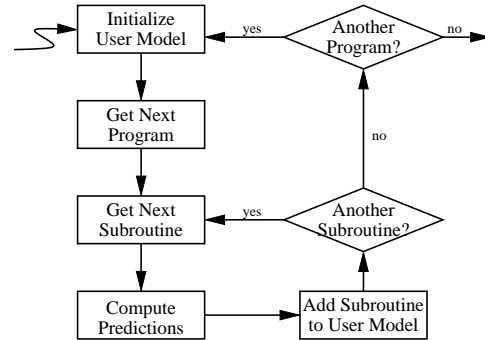 Initialize
User Model
yes
Another
Program?
no
Get Next
Program
no
Get Next
Subroutine
yes
Another
Subroutine?
Compute
Predictions
Add Subroutine
to User Model